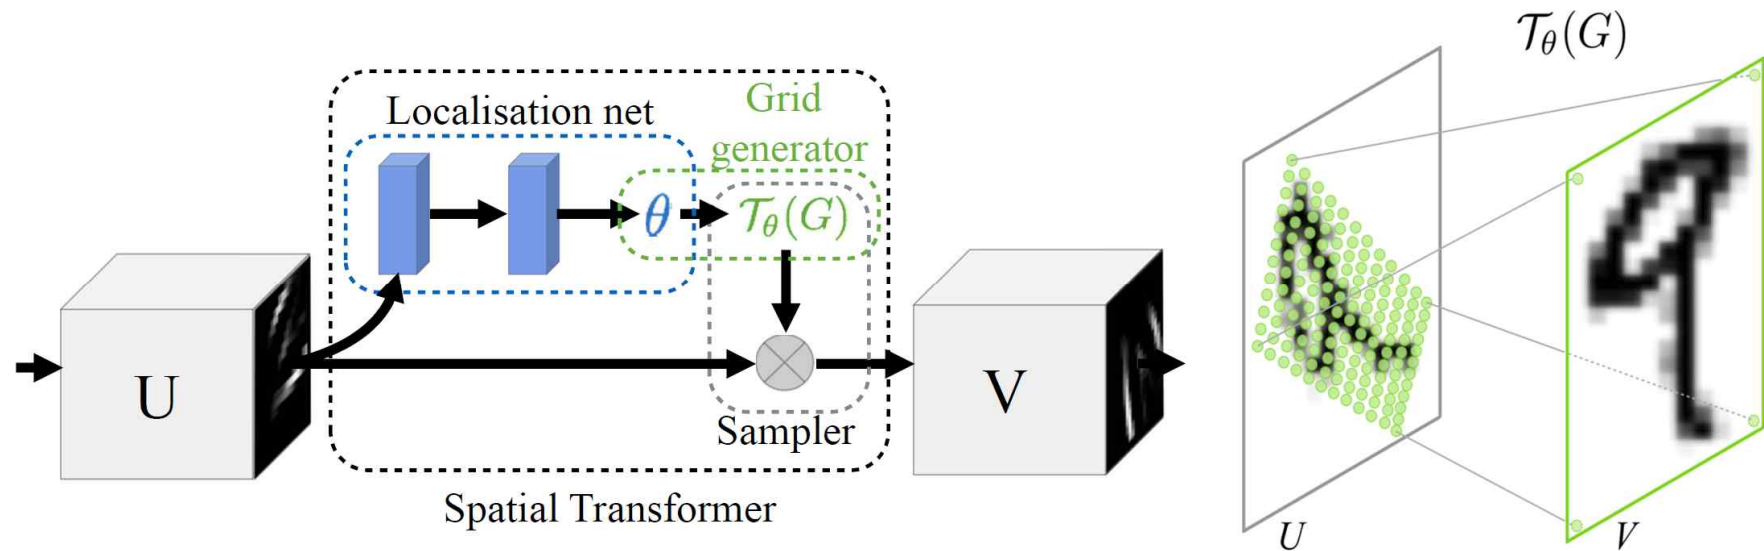 Localisation net
Grid
generator
θ
𝒯θ(G)
U
V
Sampler
Spatial Transformer
𝒯θ(G)
U
V